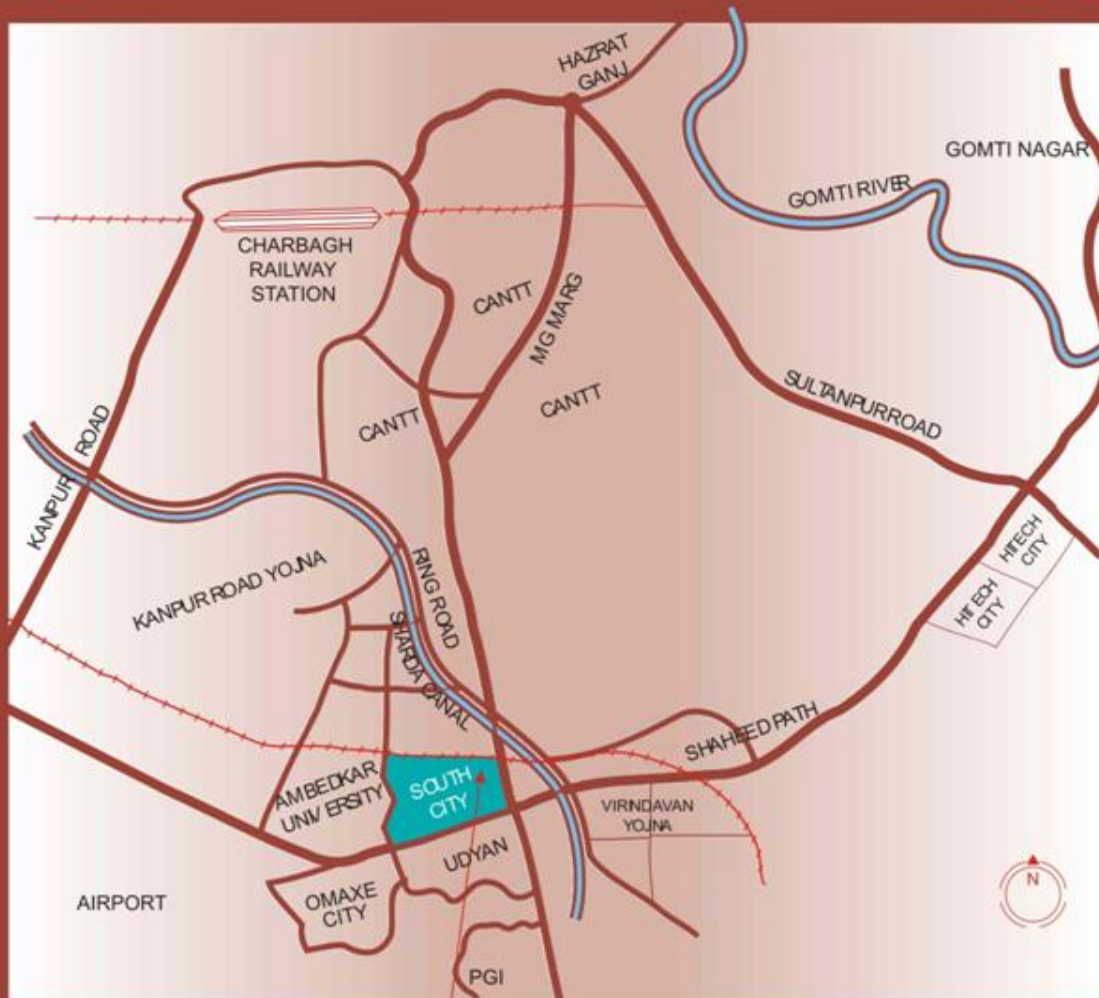 HAZRAT
GANJ
GOMTI NAGAR
GOMTI RIVER
CHARBAGH
RAILWAY
STATION
CANTT
MG MARG
CANTT
CANTT
SULTANPUR ROAD
KANPUR ROAD
HITECH
CITY
HITECH
CITY
KANPUR ROAD YOJNA
RING ROAD
SHARDA CANAL
SHAHEED PATH
AMBEDKAR
UNIVERSITY
SOUTH
CITY
VIRINDAVAN
YOJNA
UDYAN
OMAXE
CITY
AIRPORT
N
PGI